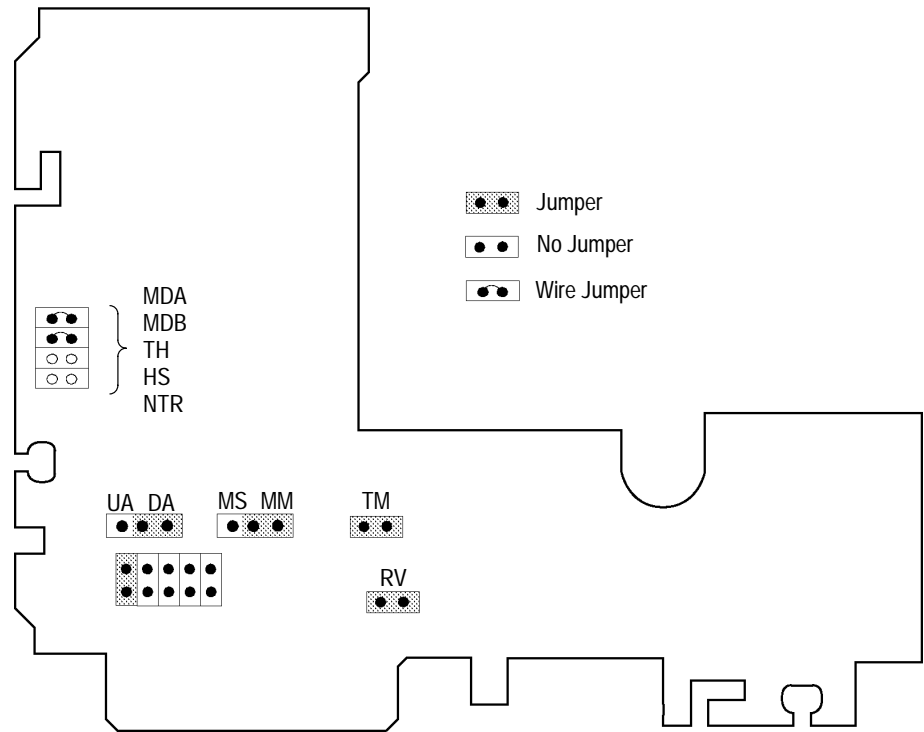 Jumper
No Jumper
Wire Jumper
MDA
MDB
TH
HS
NTR
UA DA
MS MM
TM
RV